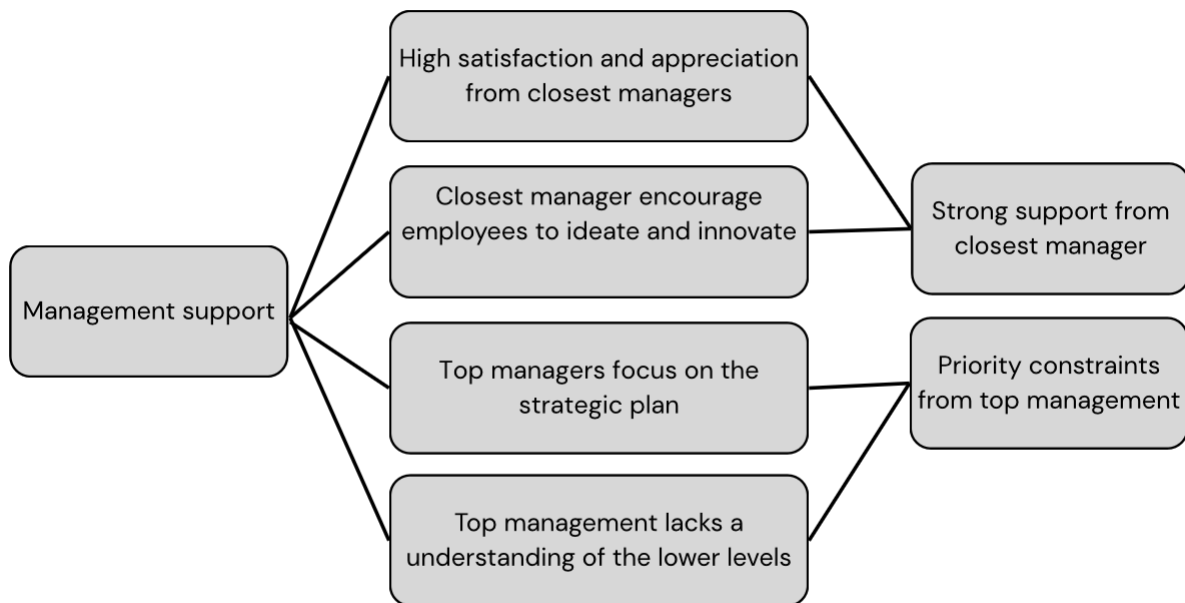 Management support
High satisfaction and appreciation
from closest managers
Closest manager encourage
employees to ideate and innovate
Top managers focus on the
strategic plan
Top management lacks a
understanding of the lower levels
Strong support from
closest manager
Priority constraints
from top management